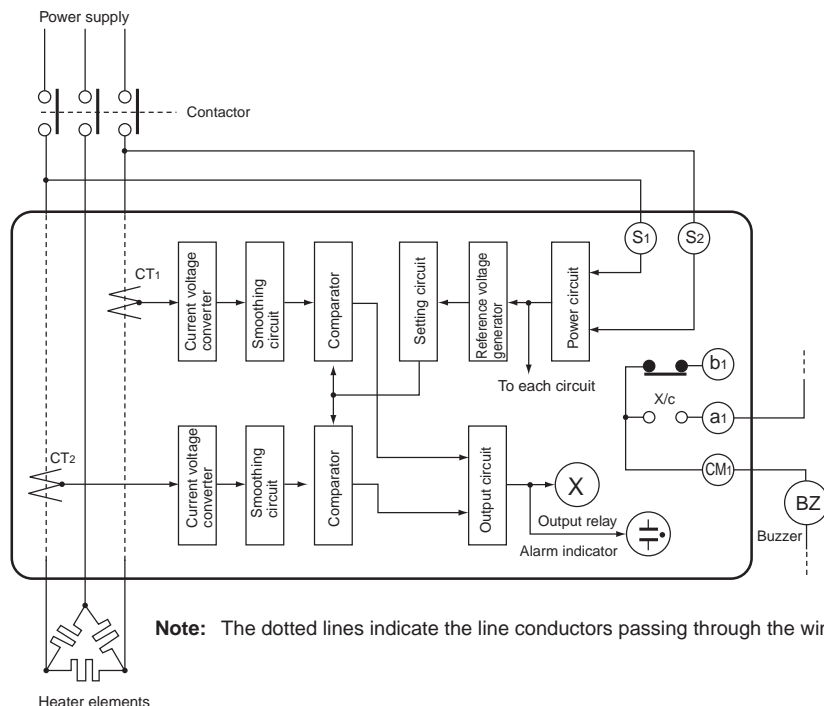 Power supply
Contactor
S1
S2
CT1
Current voltage
converter
Smoothing
circuit
Comparator
Setting circuit
Reference voltage
generator
Power circuit
To each circuit
b1
X/c
a1
CT2
Current voltage
converter
Smoothing
circuit
Comparator
Output circuit
X
Output relay
Alarm indicator
CM1
BZ
Buzzer
Note: The dotted lines indicate the line conductors passing through the
Heater elements